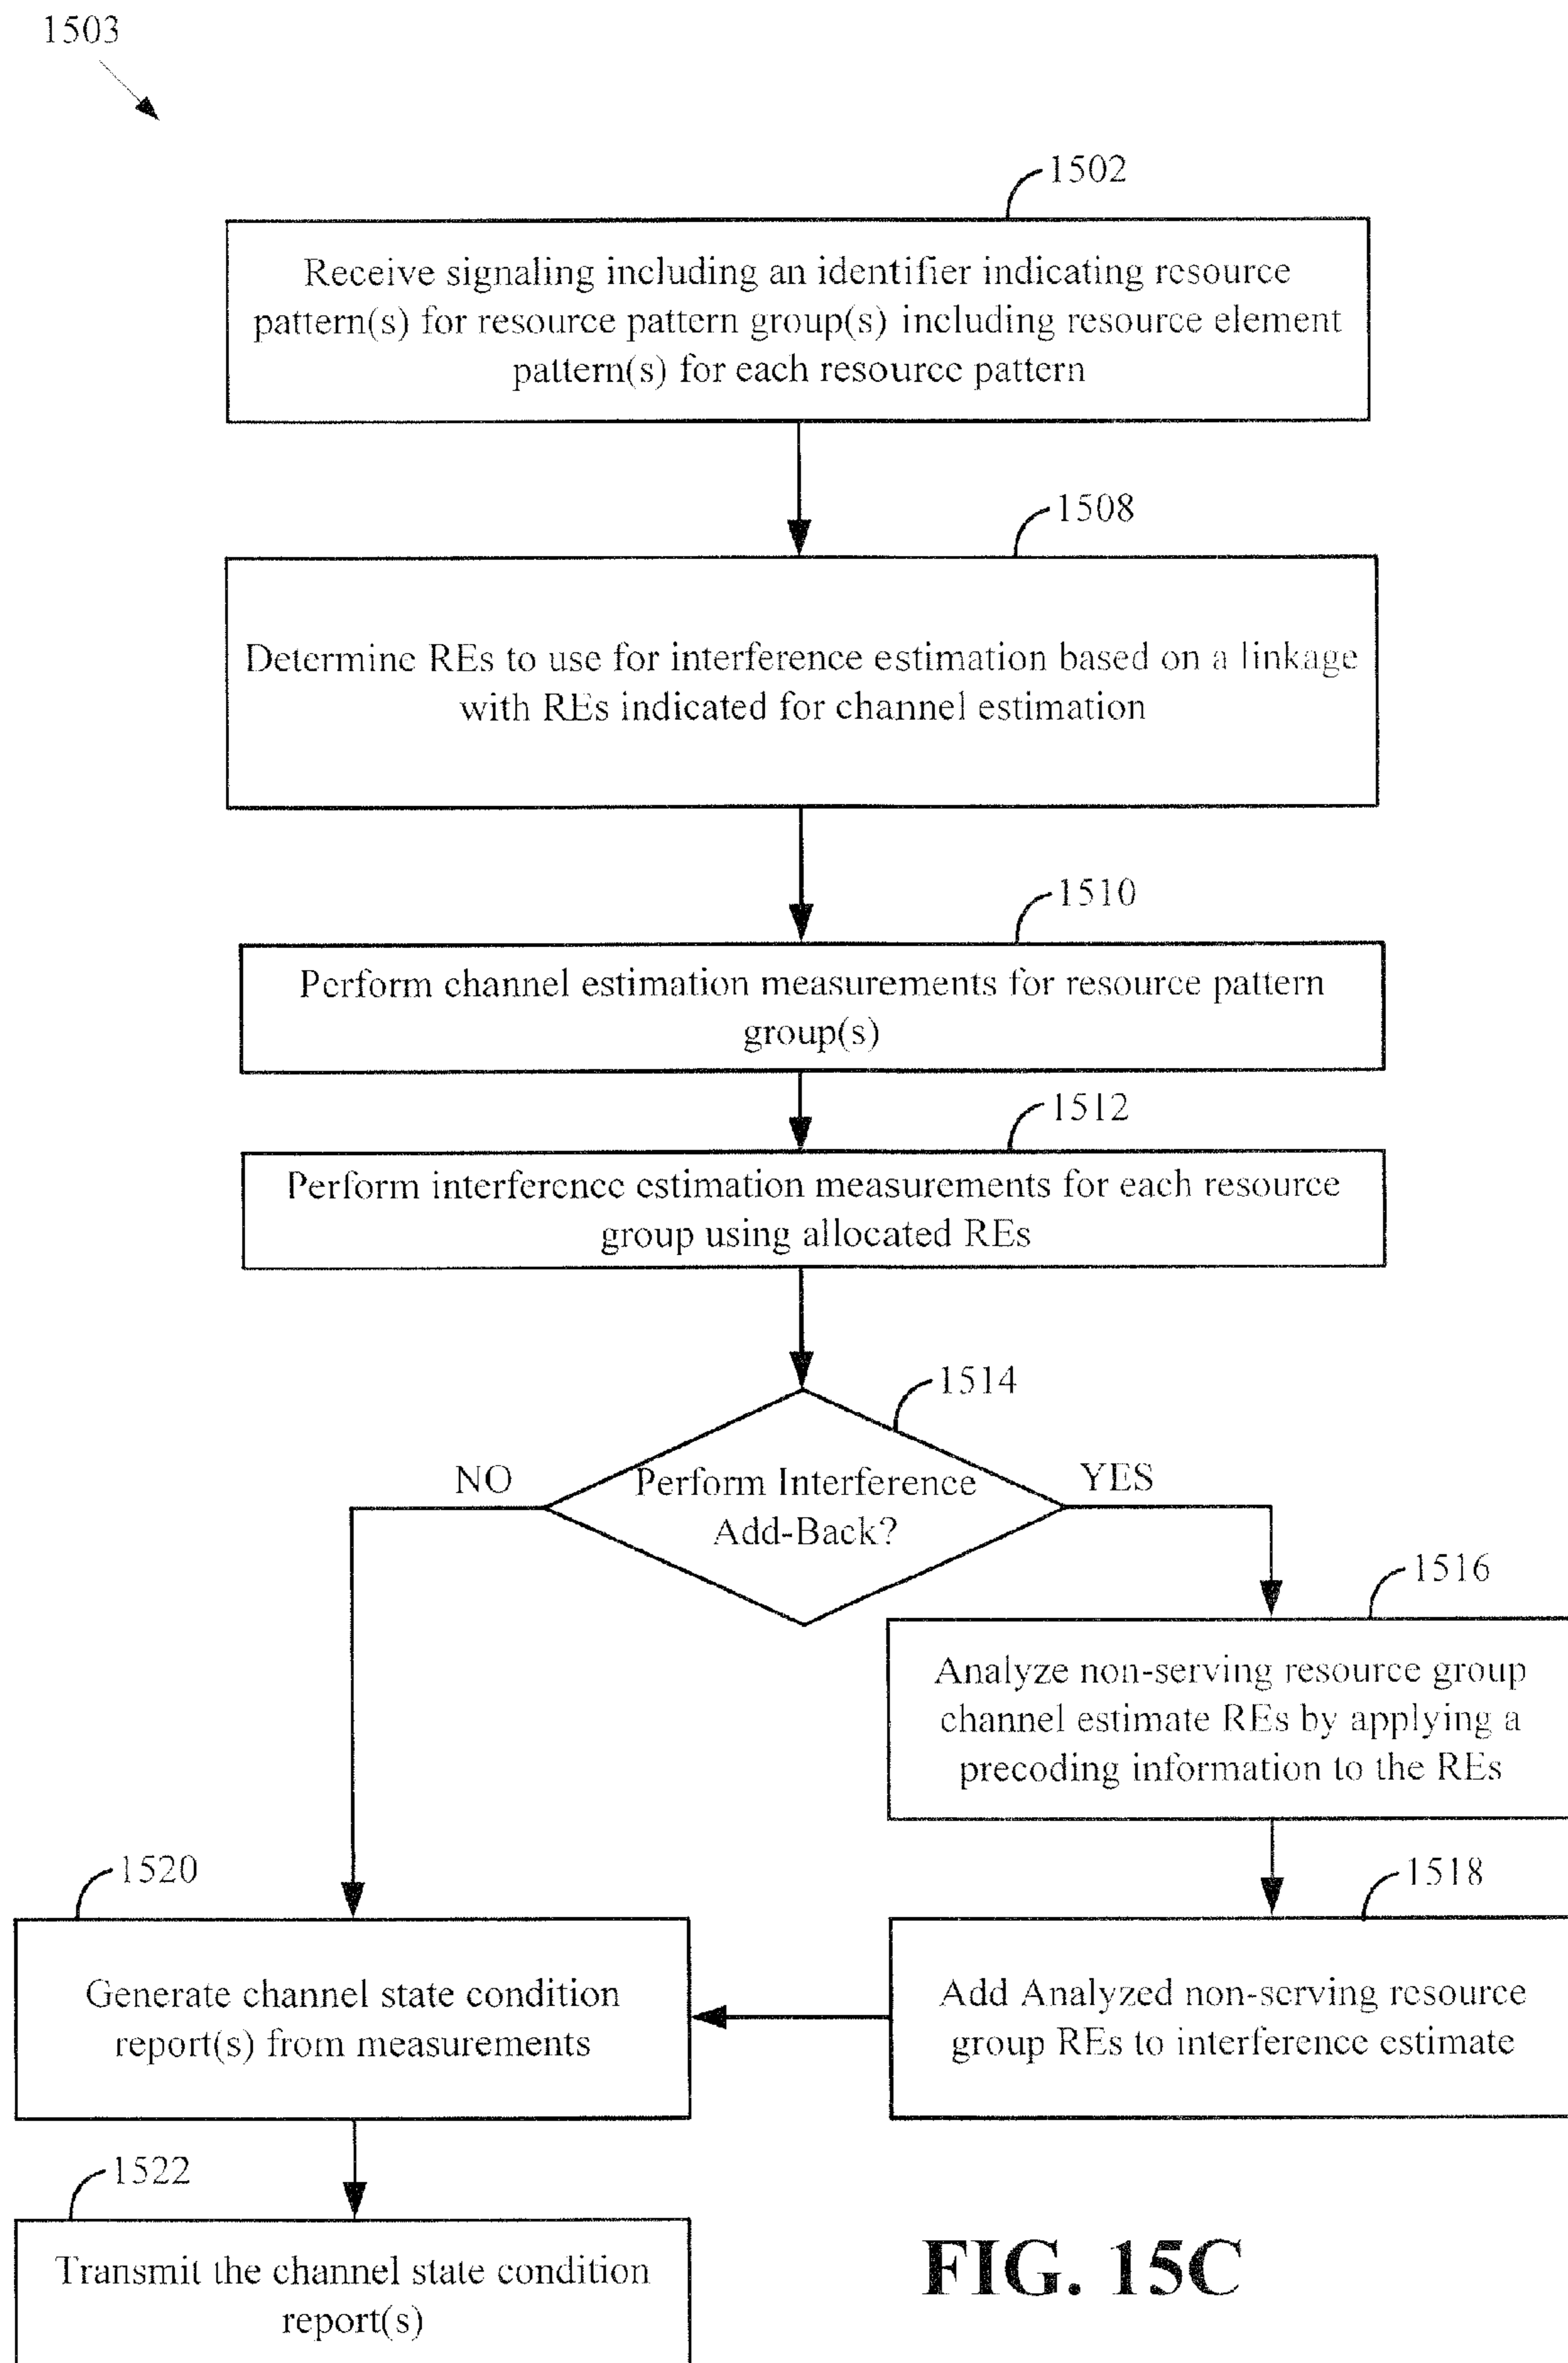 1503
1502
Receive signaling including an identifier indicating resource
pattern(s) for resource pattern group(s) including resource element
pattern(s) for each resource pattern
1508
Determine REs to use for interference estimation based on a linkage
with REs indicated for channel estimation
1510
Perform channel estimation measurements for resource pattern
group(s)
1512
Perform interference estimation measurements for each resource
group using allocated REs
1514
NO
Perform Interference
Add-Back?
YES
1516
Analyze non-serving resource group
channel estimate REs by applying a
precoding information to the REs
1520
Generate channel state condition
report(s) from measurements
1518
Add Analyzed non-serving resource
group REs to interference estimate
1522
Transmit the channel state condition
report(s)
FIG. 15C